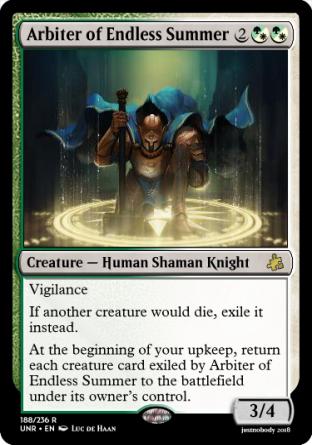 Arbiter of Endless Summer 2
Creature — Human Shaman Knight
Vigilance
If another creature would die, exile it
instead.
At the beginning of your upkeep, return
each creature card exiled by Arbiter of
Endless Summer to the battlefield
under its owner's control.
3/4
188/236 R
UNR • EN Luc de Haan
justnobody 2018